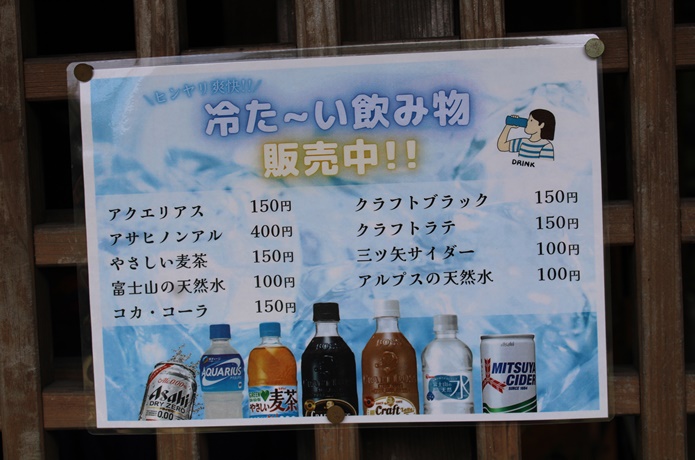 \ヒンヤリ爽快!!/
冷た～い飲み物
販売中!!
DRINK
アクエリアス 150円
アサヒノンアル 400円
やさしい麦茶 150円
富士山の天然水 100円
コカ・コーラ 150円
クラフトブラック 150円
クラフトラテ 150円
三ツ矢サイダー 100円
アルプスの天然水 100円
Asahi
DRY ZERO
0.00
AQUARIUS
やさしい麦茶
Craft
水
Asahi
MITSUYA
CIDER